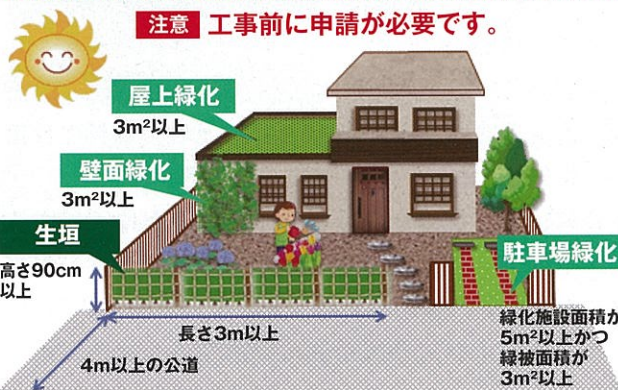 注意 工事前に申請が必要です。
屋上緑化
3m²以上
壁面緑化
3m²以上
生垣
高さ90cm
以上
長さ3m以上
4m以上の公道
駐車場緑化
緑化施設面積が
5m²以上かつ
緑被面積が
3m²以上